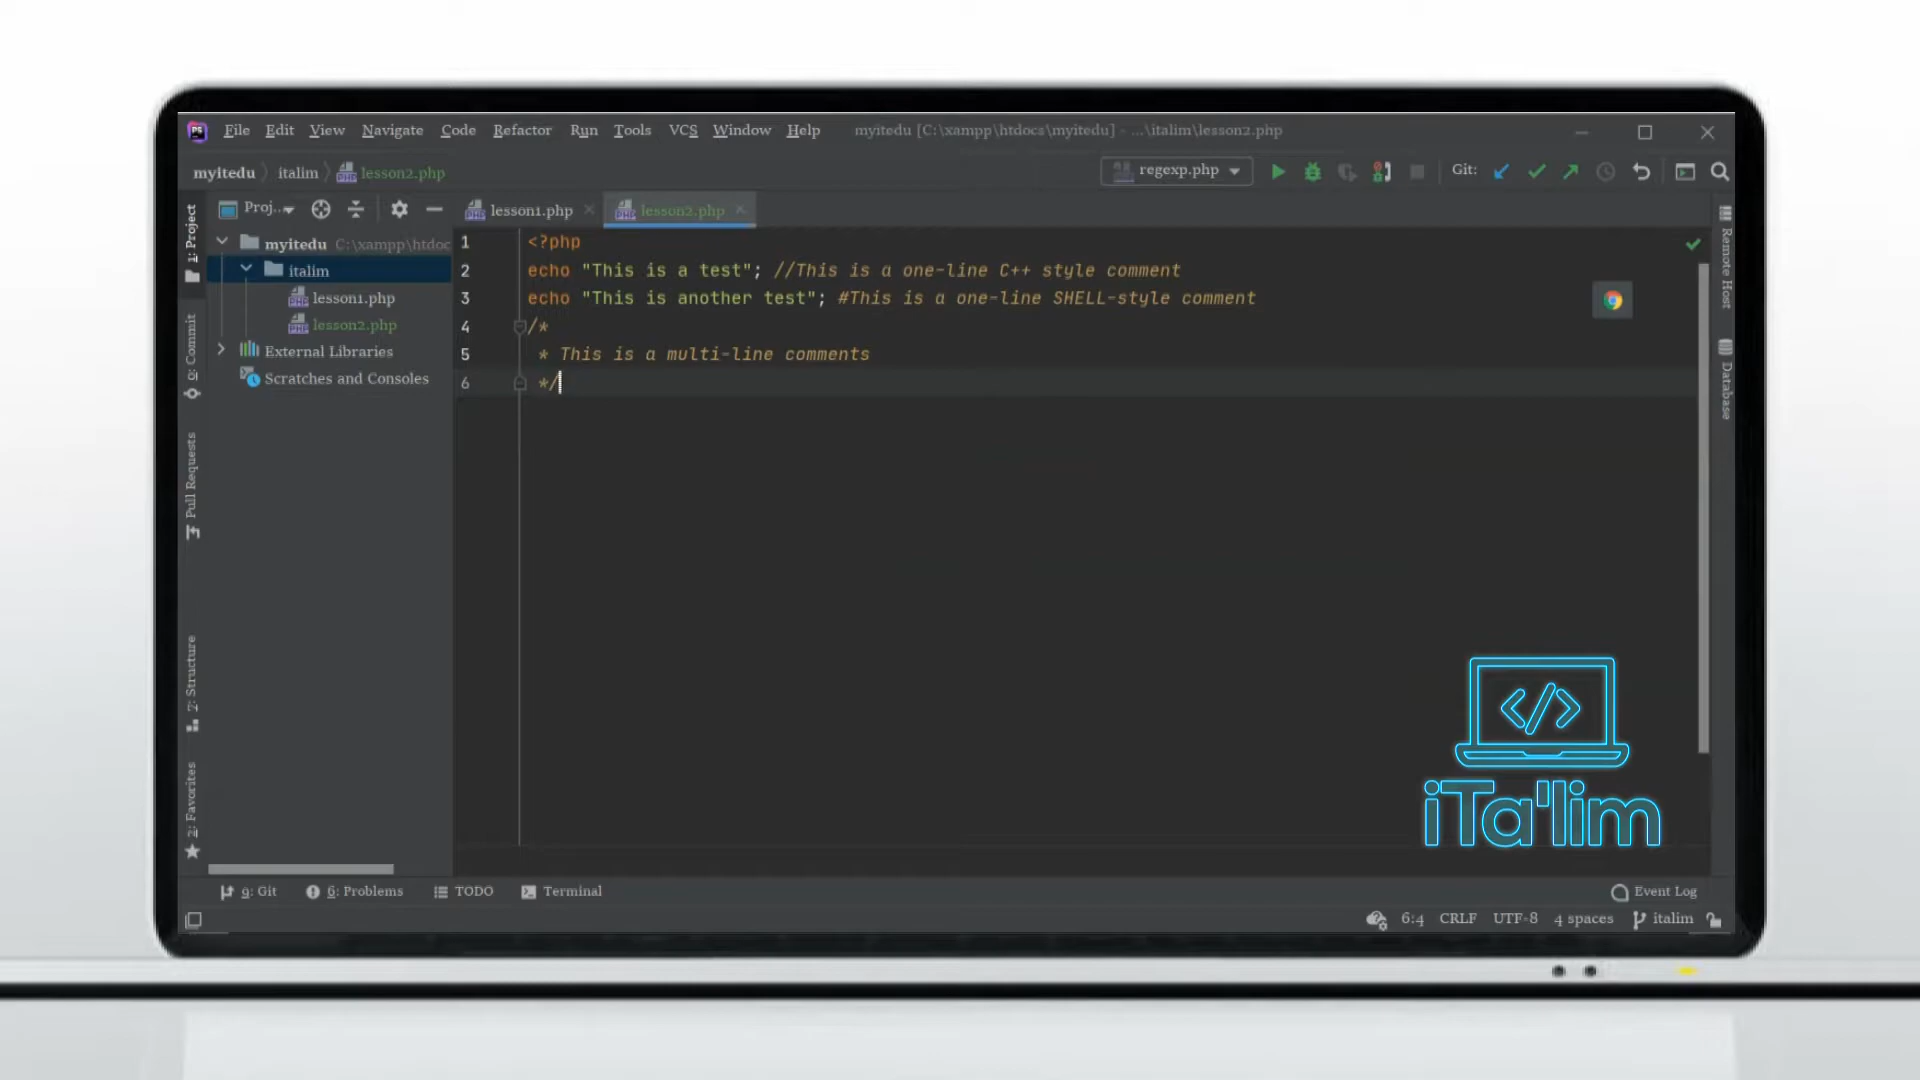 PS File Edit View Navigate Code Refactor Run Tools VCS Window Help myitedu [C:\xampp\htdocs\myitedu] - ...\italim\lesson2.php
myitedu italim lesson2.php
regexp.php Git:
Proj...
lesson1.php lesson2.php
1: Project
0: Commit
Pull Requests
7: Structure
2: Favorites
myitedu C:\xampp\htdoc
italim
lesson1.php
lesson2.php
External Libraries
Scratches and Consoles
1 <?php
2 echo "This is a test"; //This is a one-line C++ style comment
3 echo "This is another test"; #This is a one-line SHELL-style comment
4 /*
5 * This is a multi-line comments
6 */
Remote Host
Database
</>
iTa'lim
9: Git 6: Problems TODO Terminal Event Log
6:4 CRLF UTF-8 4 spaces italim